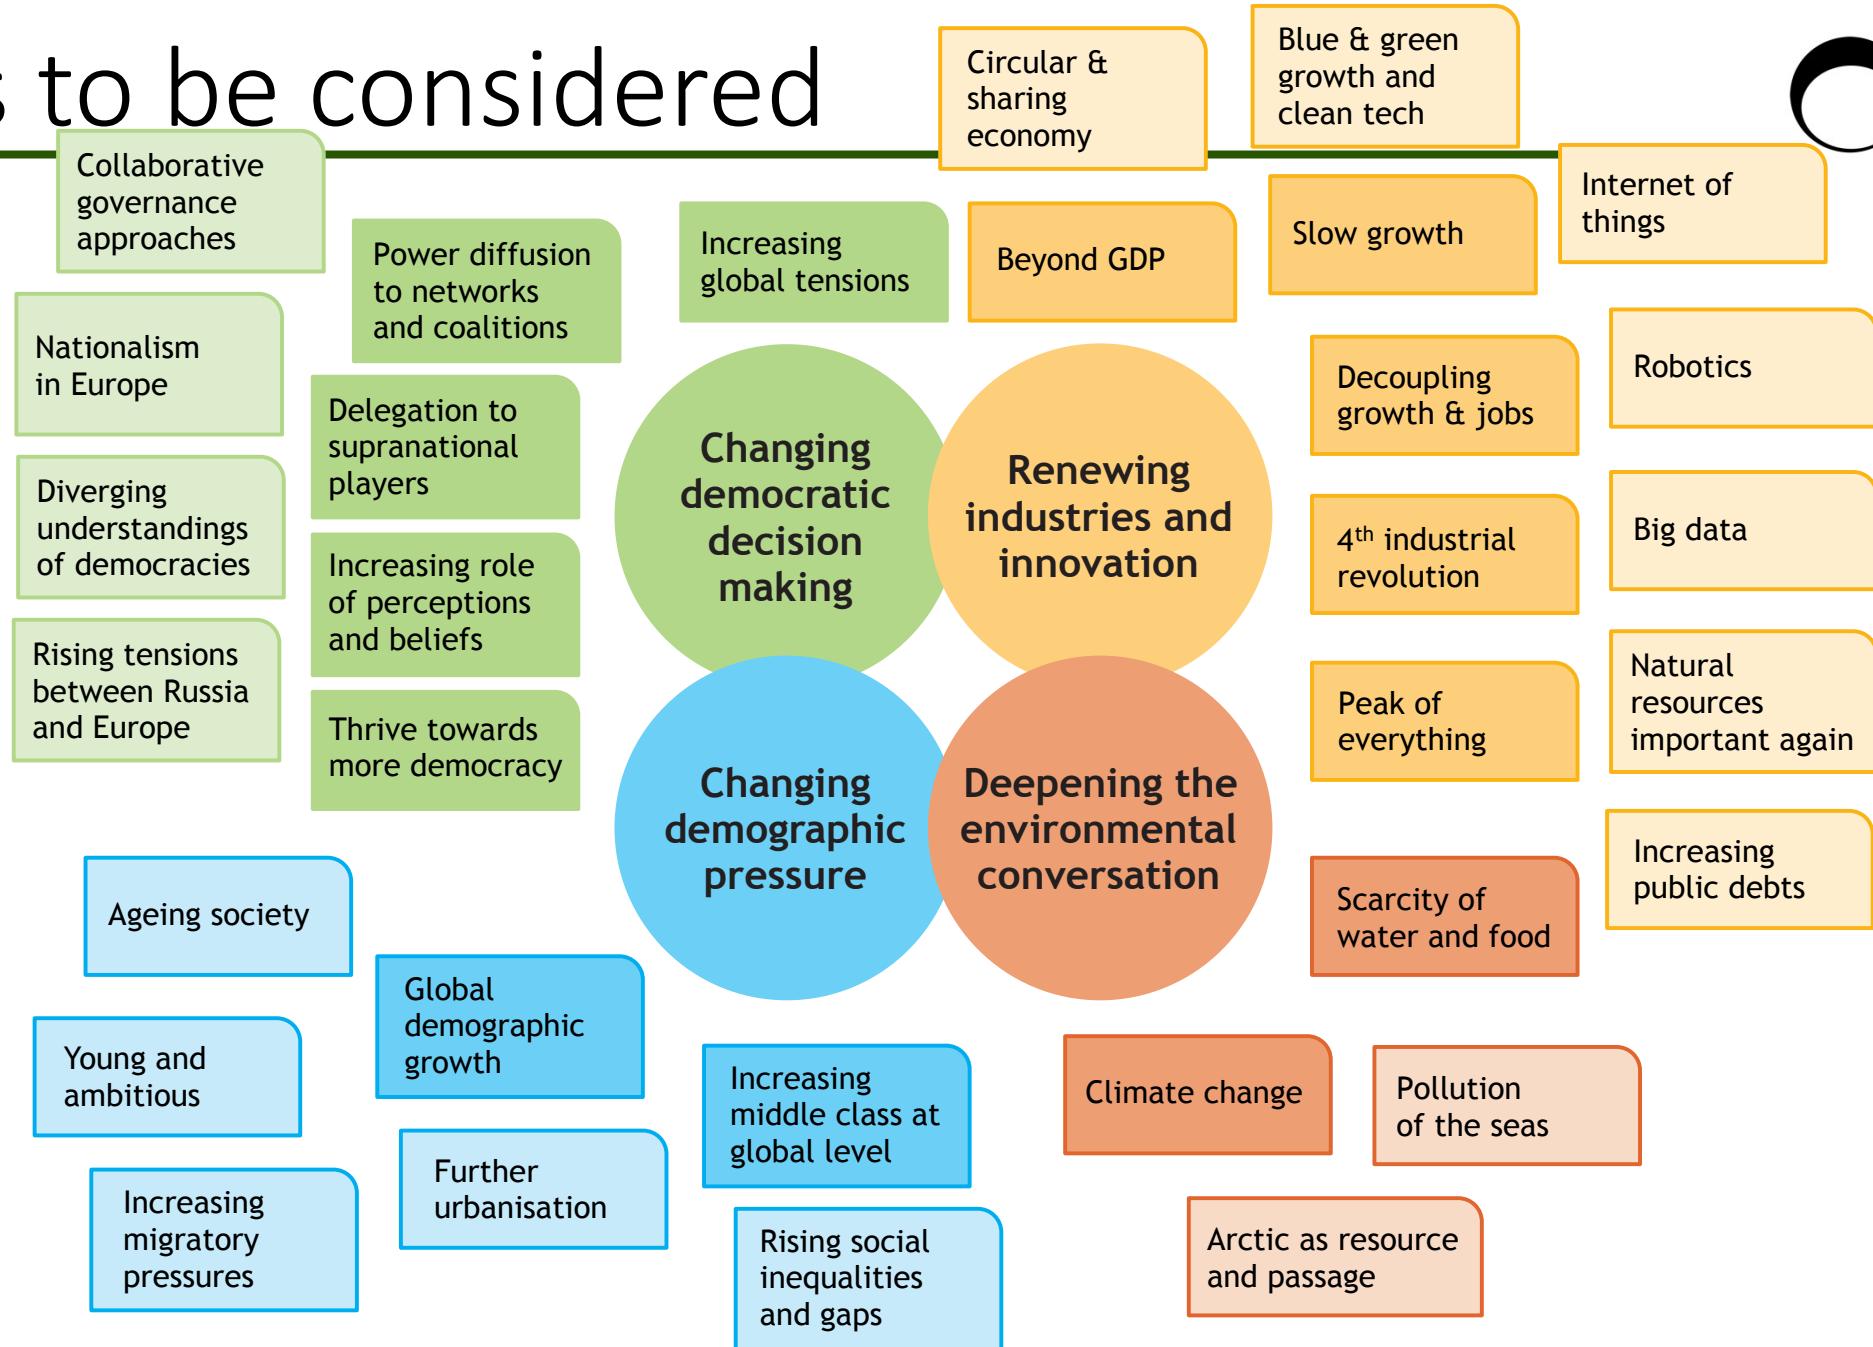 to be considered
Circular &
sharing
economy
Blue & green
growth and
clean tech
Collaborative
governance
approaches
Power diffusion
to networks
and coalitions
Increasing
global tensions
Beyond GDP
Slow growth
Internet of
things
Nationalism
in Europe
Delegation to
supranational
players
Decoupling
growth & jobs
Robotics
Changing
democratic
decision
making
Renewing
industries and
innovation
Diverging
understandings
of democracies
Increasing role
of perceptions
and beliefs
4th industrial
revolution
Big data
Rising tensions
between Russia
and Europe
Thrive towards
more democracy
Peak of
everything
Natural
resources
important again
Changing
demographic
pressure
Deepening the
environmental
conversation
Increasing
public debts
Ageing society
Scarcity of
water and food
Global
demographic
growth
Young and
ambitious
Increasing
middle class at
global level
Climate change
Pollution
of the seas
Further
urbanisation
Increasing
migratory
pressures
Rising social
inequalities
and gaps
Arctic as resource
and passage